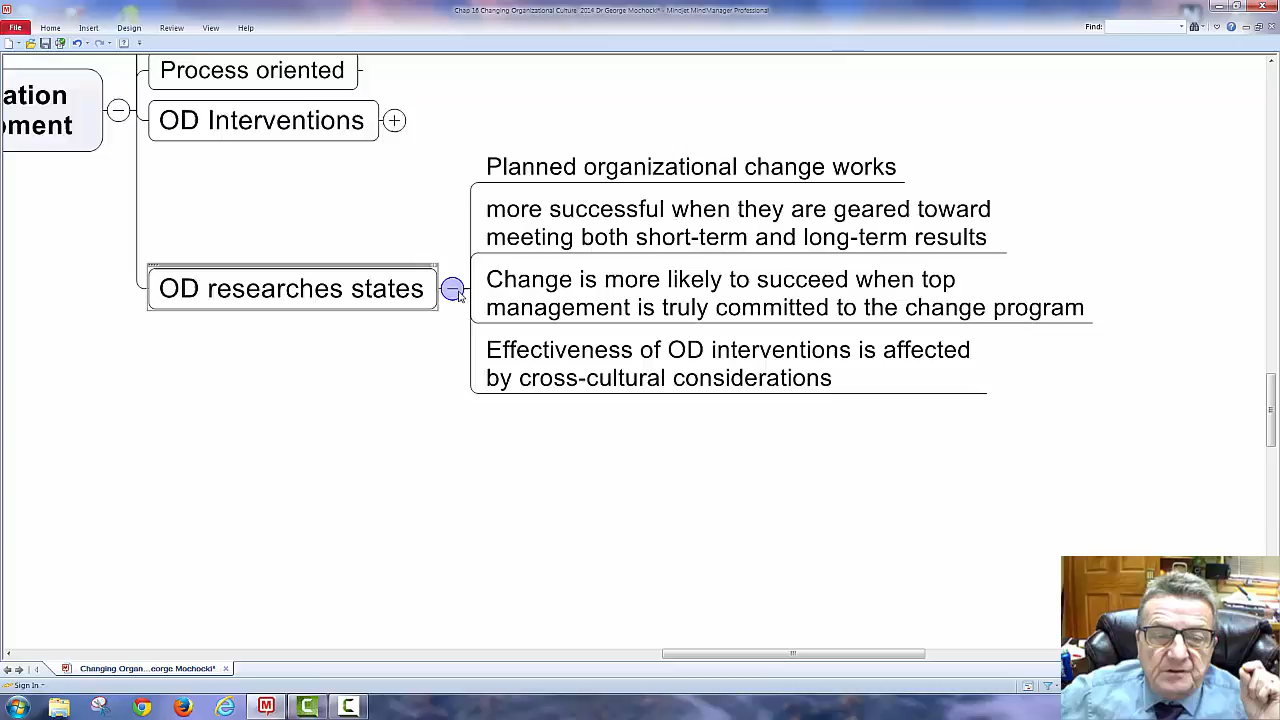 Chap 16 Changing Organizational Culture 2014 Dr George Mochocki* - Mindjet MindManager Professional
File Home Insert Design Review View Help
Find:
ation
pment
Process oriented
OD Interventions
OD researches states
Planned organizational change works
more successful when they are geared toward
meeting both short-term and long-term results
Change is more likely to succeed when top
management is truly committed to the change program
Effectiveness of OD interventions is affected
by cross-cultural considerations
Changing Organ...eorge Mochocki*
Sign In